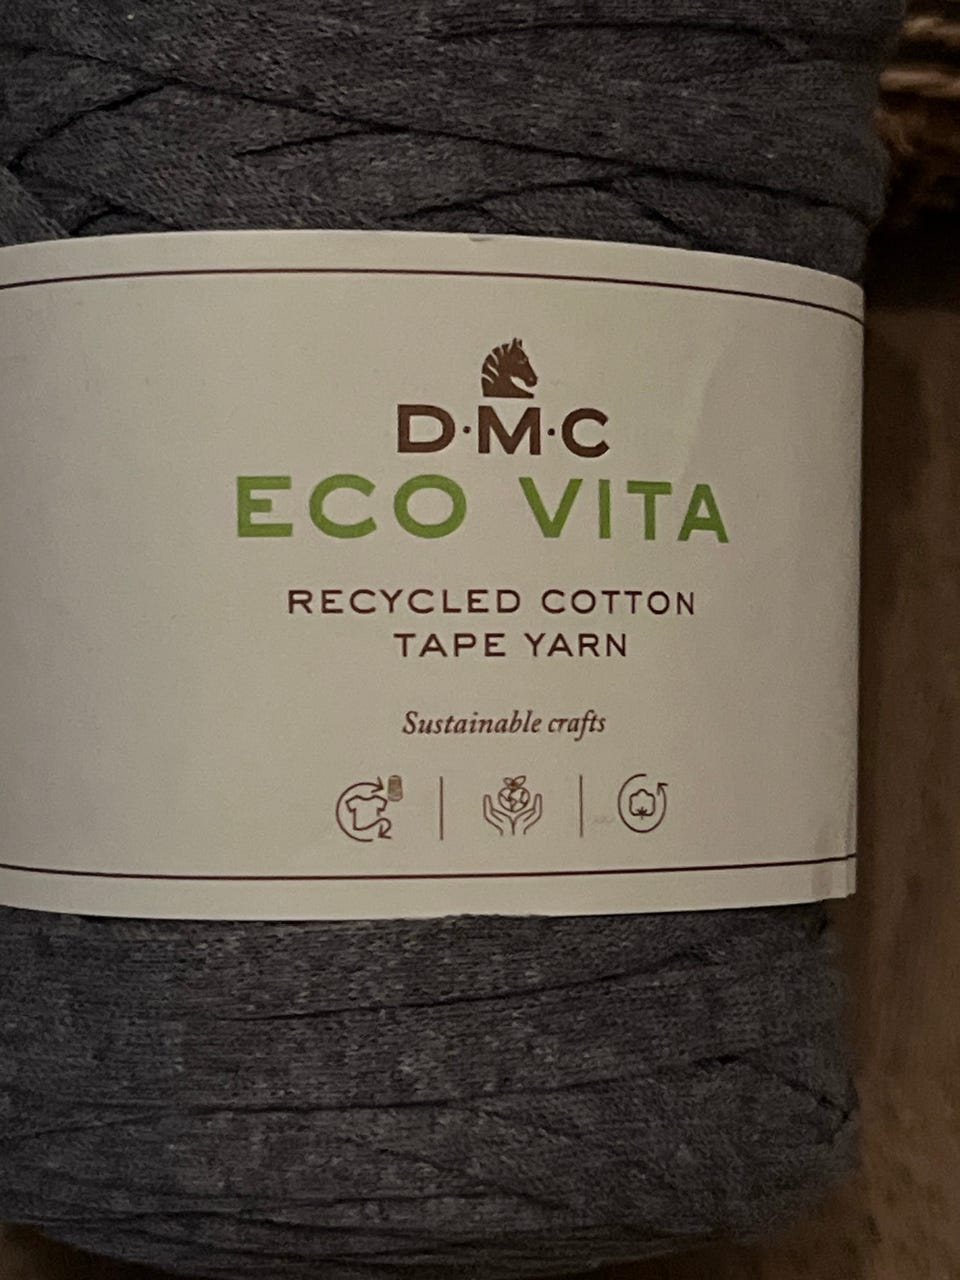 D·M·C
ECO VITA
RECYCLED COTTON
TAPE YARN
Sustainable crafts